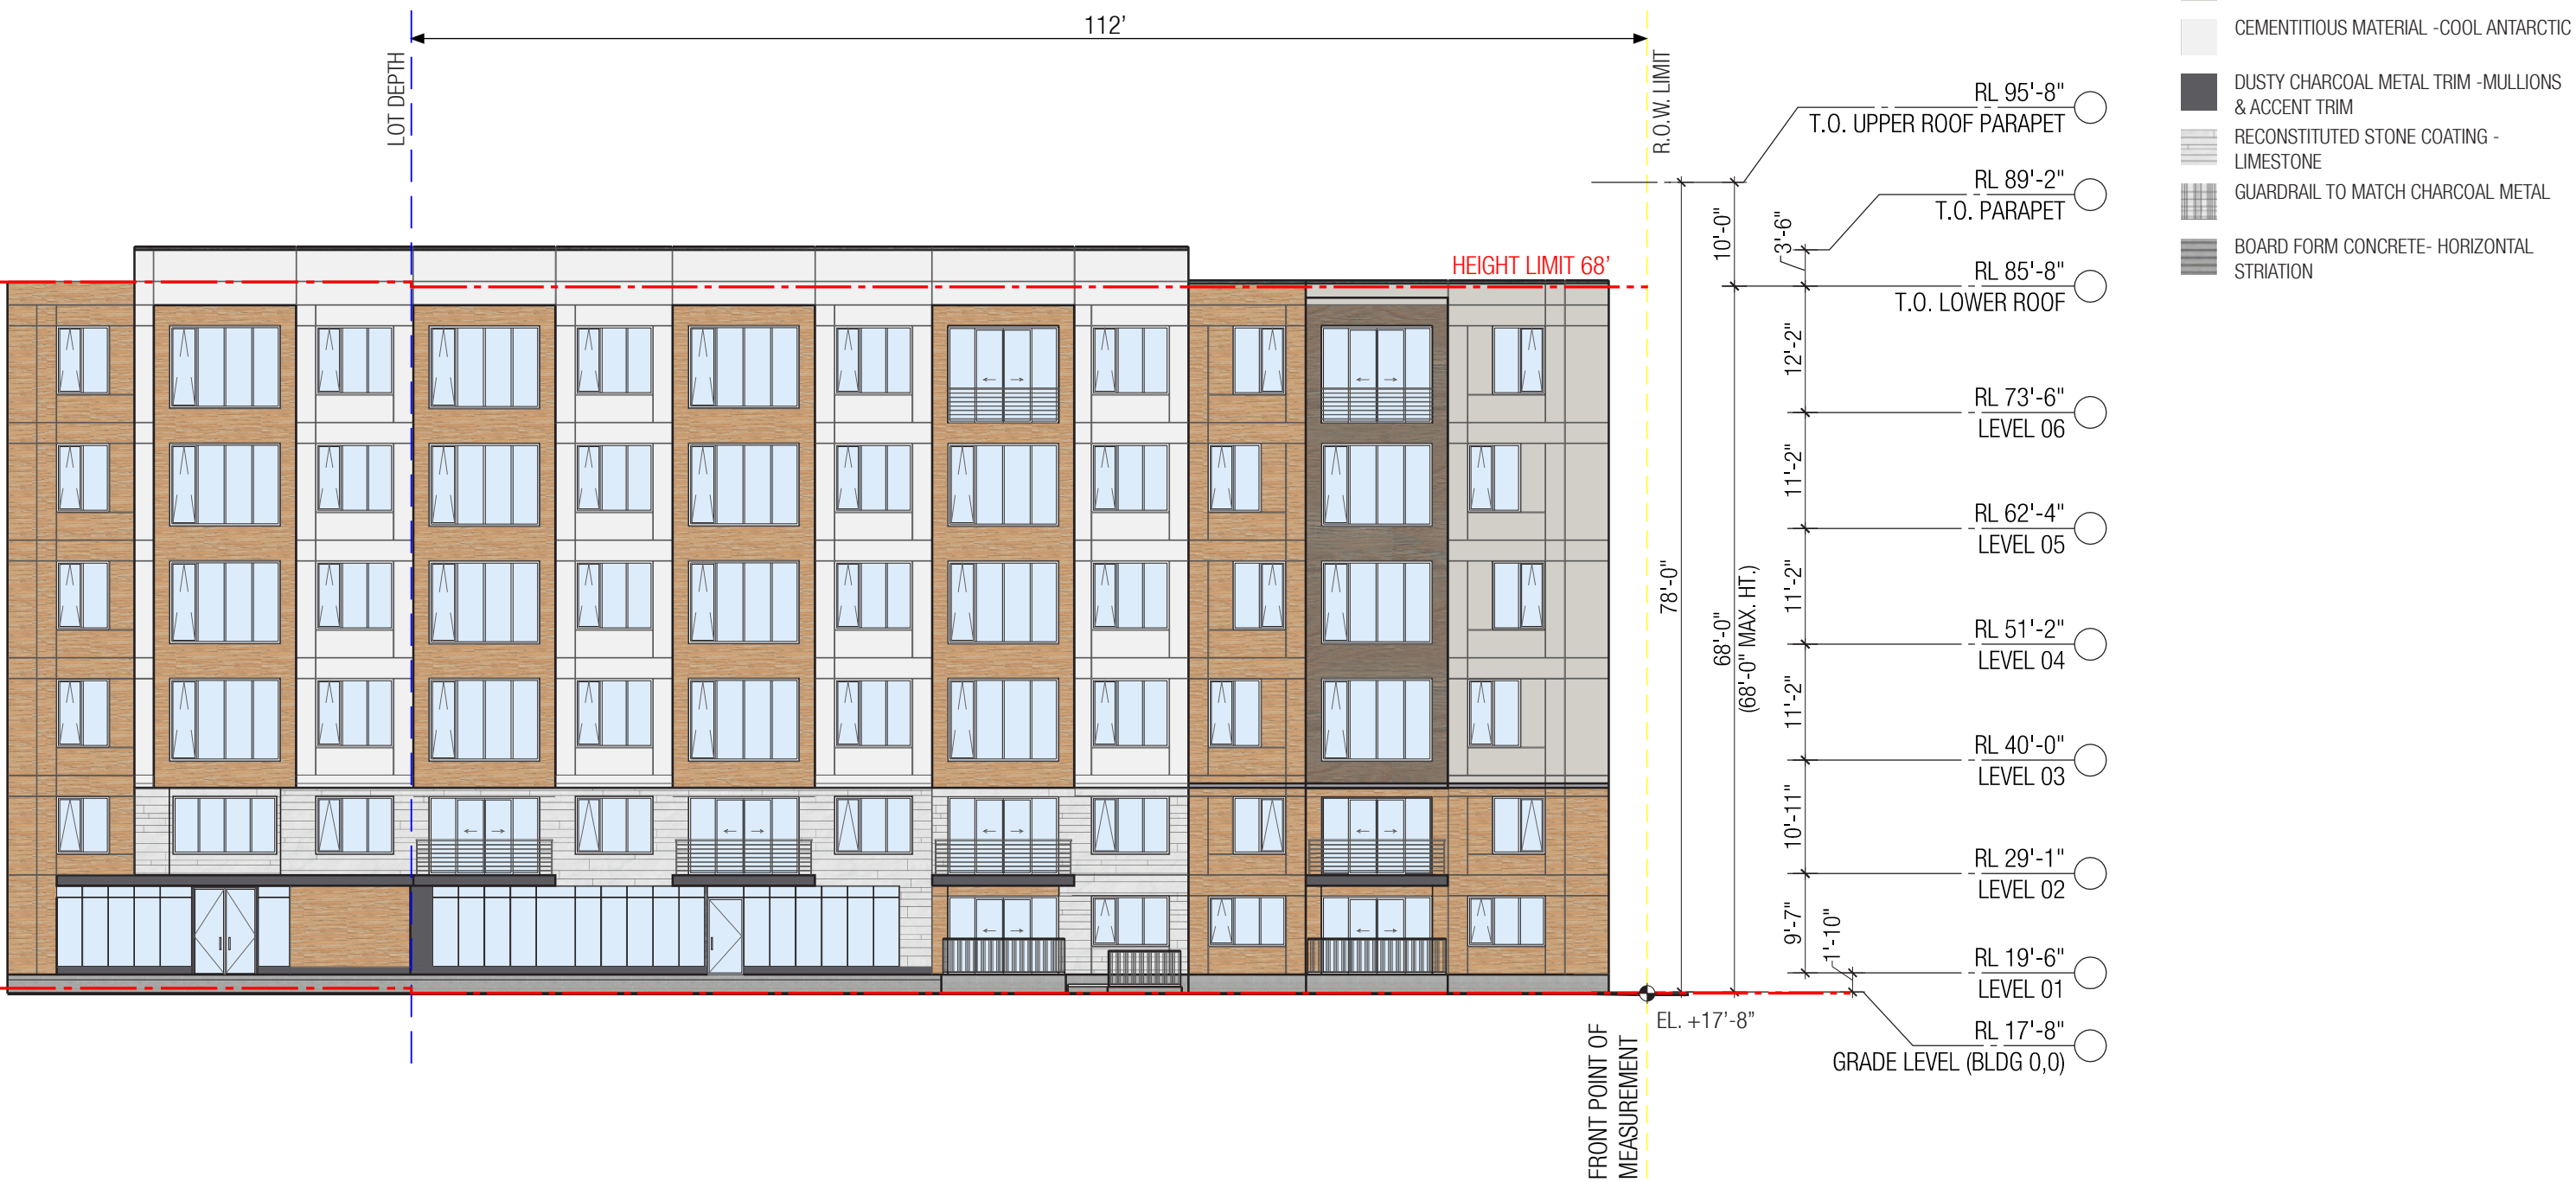 112'
LOT DEPTH
R.O.W. LIMIT
HEIGHT LIMIT 68'
CEMENTITIOUS MATERIAL -COOL ANTARCTIC
DUSTY CHARCOAL METAL TRIM -MULLIONS
& ACCENT TRIM
RECONSTITUTED STONE COATING -
LIMESTONE
GUARDRAIL TO MATCH CHARCOAL METAL
BOARD FORM CONCRETE- HORIZONTAL
STRIATION
RL 95'-8"
T.O. UPPER ROOF PARAPET
RL 89'-2"
T.O. PARAPET
RL 85'-8"
T.O. LOWER ROOF
RL 73'-6"
LEVEL 06
RL 62'-4"
LEVEL 05
RL 51'-2"
LEVEL 04
RL 40'-0"
LEVEL 03
RL 29'-1"
LEVEL 02
RL 19'-6"
LEVEL 01
RL 17'-8"
GRADE LEVEL (BLDG 0,0)
10'-0"
3'-6"
12'-2"
11'-2"
11'-2"
11'-2"
10'-11"
9'-7"
1'-10"
78'-0"
68'-0"
(68'-0" MAX. HT.)
EL. +17'-8”
FRONT POINT OF
MEASUREMENT